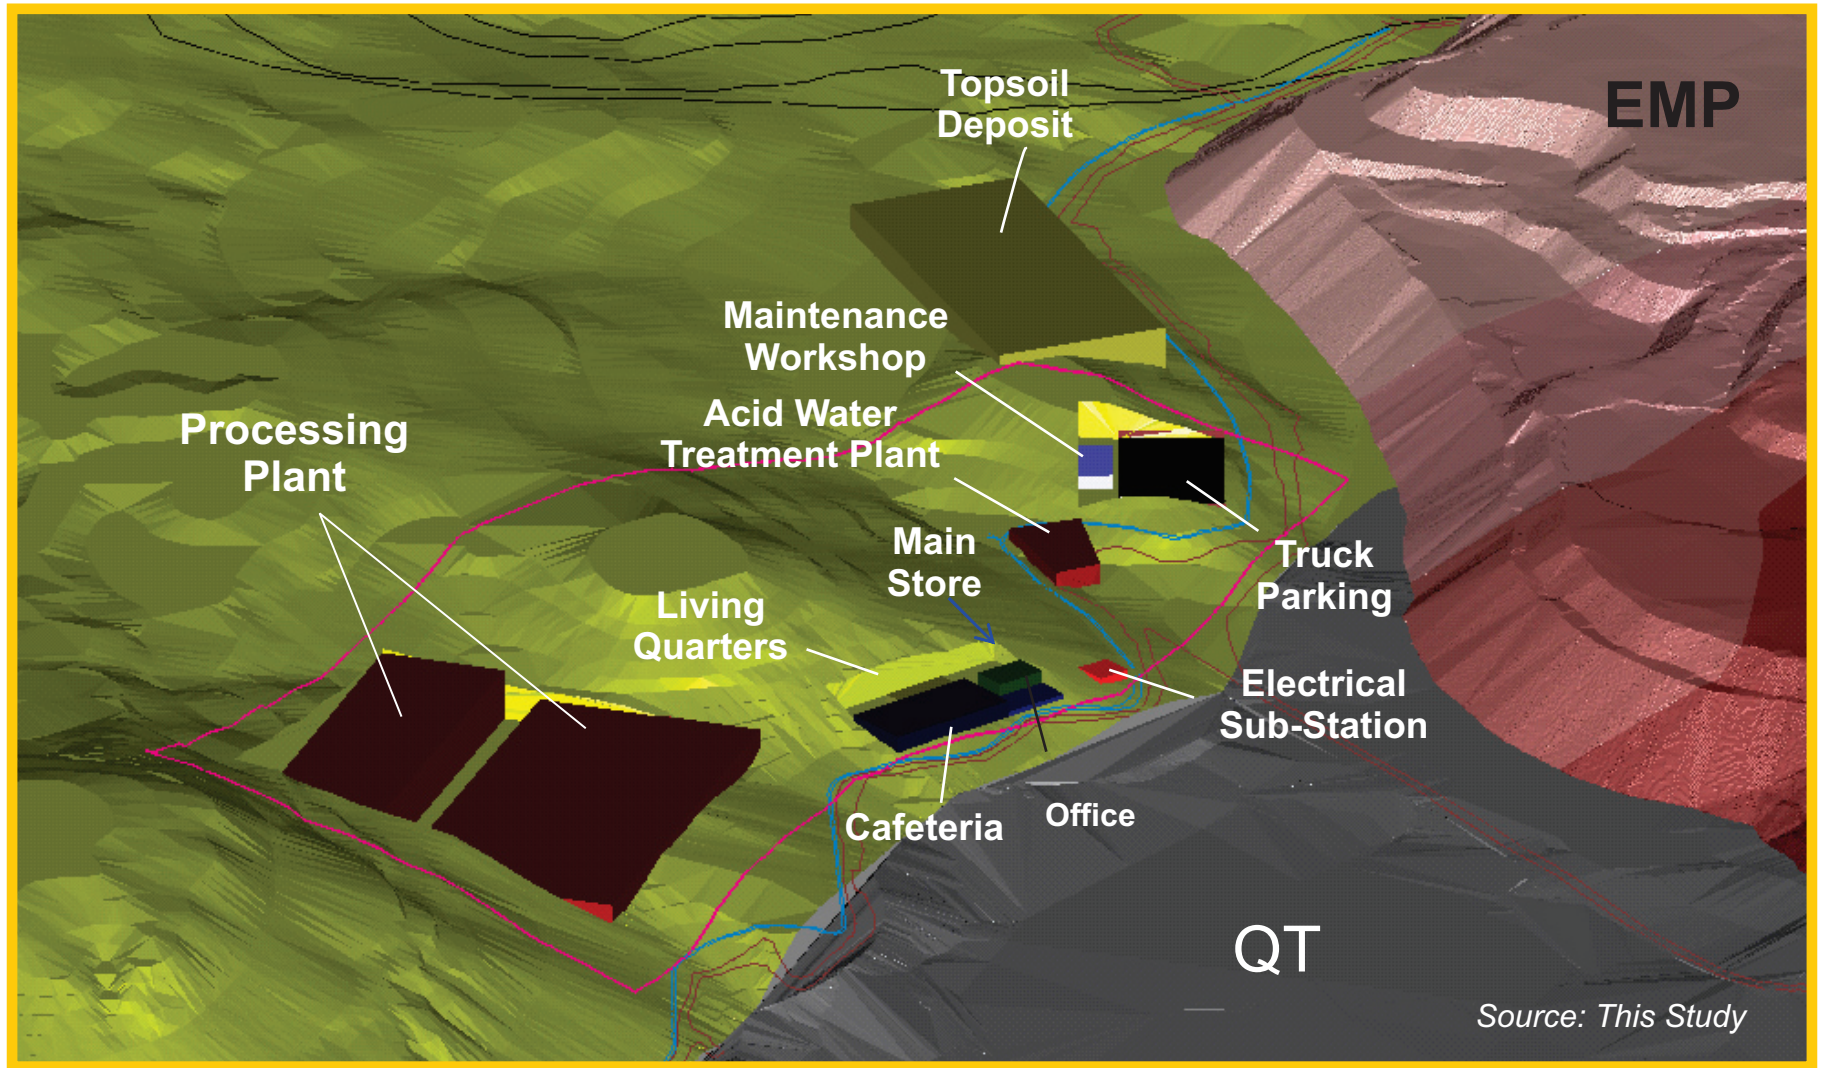 EMP
Topsoil
Deposit
Maintenance
Workshop
Acid Water
Treatment Plant
Processing
Plant
Main
Store
Truck
Parking
Living
Quarters
Electrical
Sub-Station
Cafeteria
Office
QT
Source: This Study